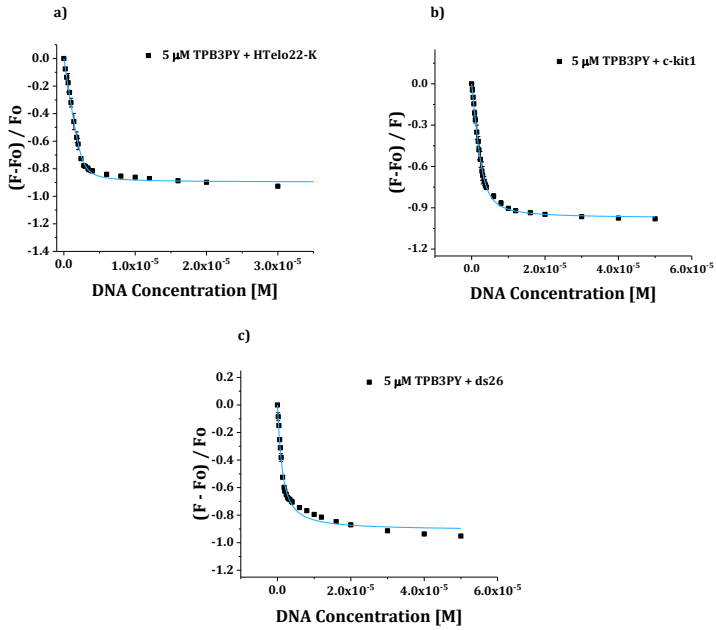 a)
5 μM TPB3PY + HTelo22-K
(F-Fo) / Fo
0.0
-0.2
-0.4
-0.6
-0.8
-1.0
-1.2
-1.4
0.0
1.0x10⁻⁵
2.0x10⁻⁵
3.0x10⁻⁵
DNA Concentration [M]
b)
5 μM TPB3PY + c-kit1
(F-Fo) / F)
0.0
-0.3
-0.6
-0.9
-1.2
0.0
2.0x10⁻⁵
4.0x10⁻⁵
6.0x10⁻⁵
DNA Concentration [M]
c)
5 μM TPB3PY + ds26
(F - Fo) / Fo
0.2
0.0
-0.2
-0.4
-0.6
-0.8
-1.0
-1.2
0.0
2.0x10⁻⁵
4.0x10⁻⁵
6.0x10⁻⁵
DNA Concentration [M]